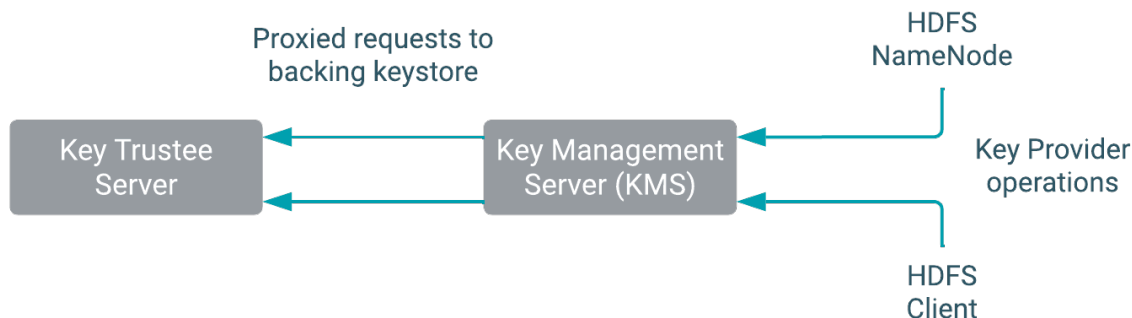 Proxied requests to
backing keystore
HDFS
NameNode
Key Trustee
Server
Key Management
Server (KMS)
Key Provider
operations
HDFS
Client